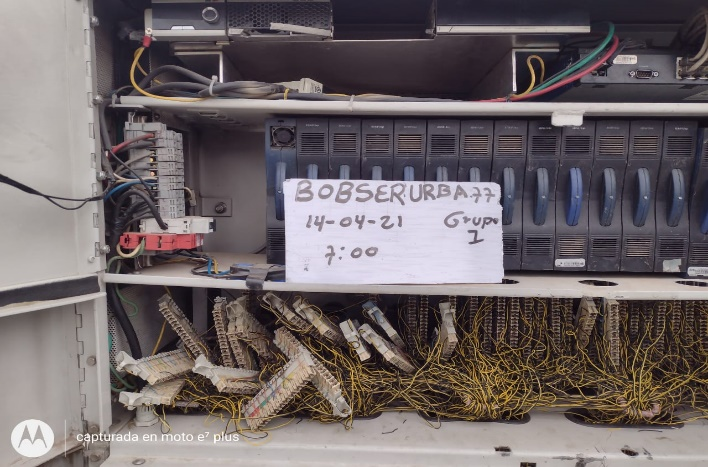 BOBSERURBA77
14-04-21 Grupo
I
7:00
capturada en moto e⁷ plus